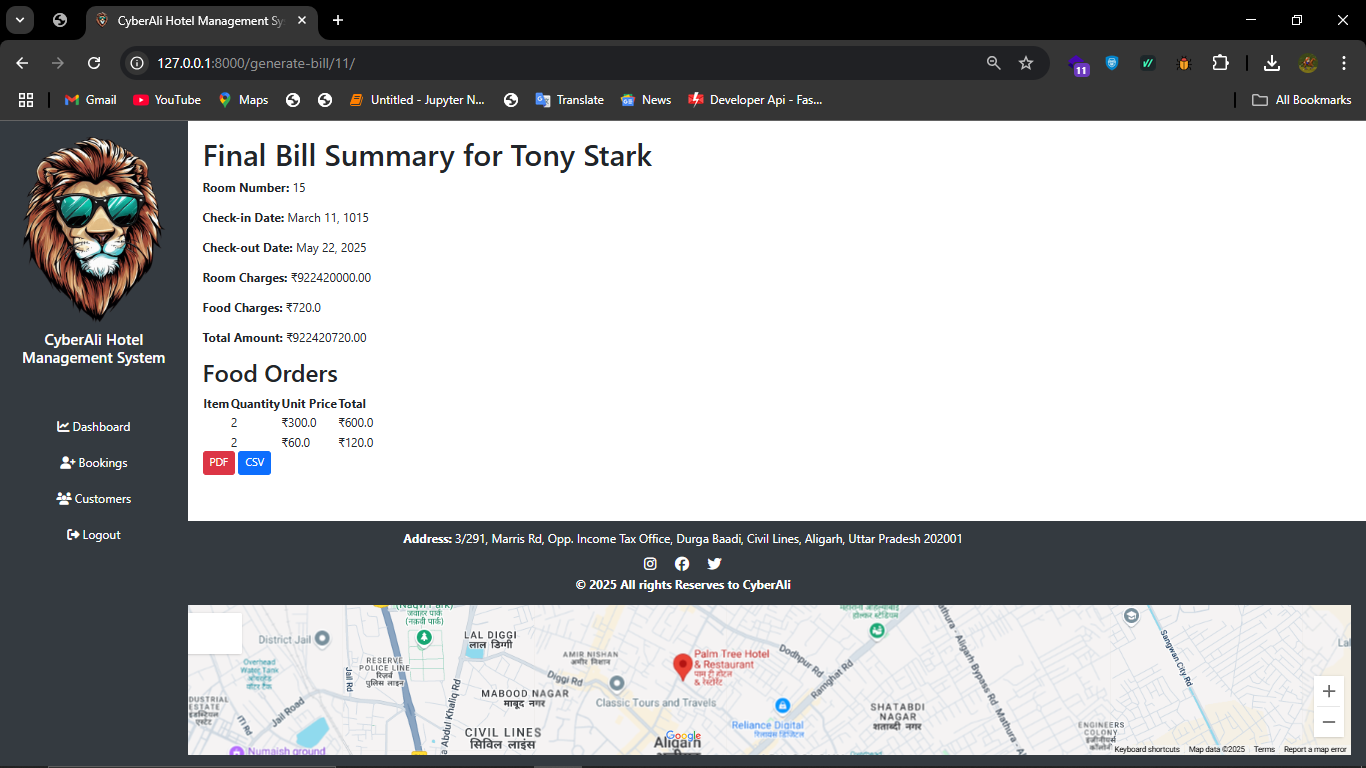 CyberAli Hotel Management Sy
127.0.0.1:8000/generate-bill/11/
11
Gmail
YouTube
Maps
Untitled - Jupyter N...
Translate
News
Developer Api - Fas...
All Bookmarks
CyberAli Hotel
Management System
Dashboard
Bookings
Customers
Logout
Final Bill Summary for Tony Stark
Room Number: 15
Check-in Date: March 11, 1015
Check-out Date: May 22, 2025
Room Charges: ₹922420000.00
Food Charges: ₹720.0
Total Amount: ₹922420720.00
Food Orders
Item Quantity Unit Price Total
2 ₹300.0 ₹600.0
2 ₹60.0 ₹120.0
PDF CSV
Address: 3/291, Marris Rd, Opp. Income Tax Office, Durga Baadi, Civil Lines, Aligarh, Uttar Pradesh 202001
© 2025 All rights Reserves to CyberAli
(Naqvi Park)
(नकवी पार्क)
District Jail
LAL DIGGI
लाल डिग्गी
RESERVE
POLICE LINE
रिजर्व
पुलिस लाइन
Overhead
Water Tank
Jail Rd
Jail Road
AMIR NISHAN
अमीर निशान
Diggi Rd
MABOOD NAGAR
माबूद नगर
Abdul Khaliq Rd
CIVIL LINES
सिविल लाइंस
Numaish ground
Classic Tours and Travels
Palm Tree Hotel
& Restaurant
पाम ट्री होटल
& रेस्टोरेंट
Dodhpur Rd
Ramghat Rd
Reliance Digital
रिलायंस डिजिटल
Google
Aligarh
SHATABDI
NAGAR
शताब्दी नगर
Mathura - Aligarh Bypass Rd
Sangwan City Rd
ENGINEERS
COLONY
Keyboard shortcuts
Map data ©2025
Terms
Report a map error